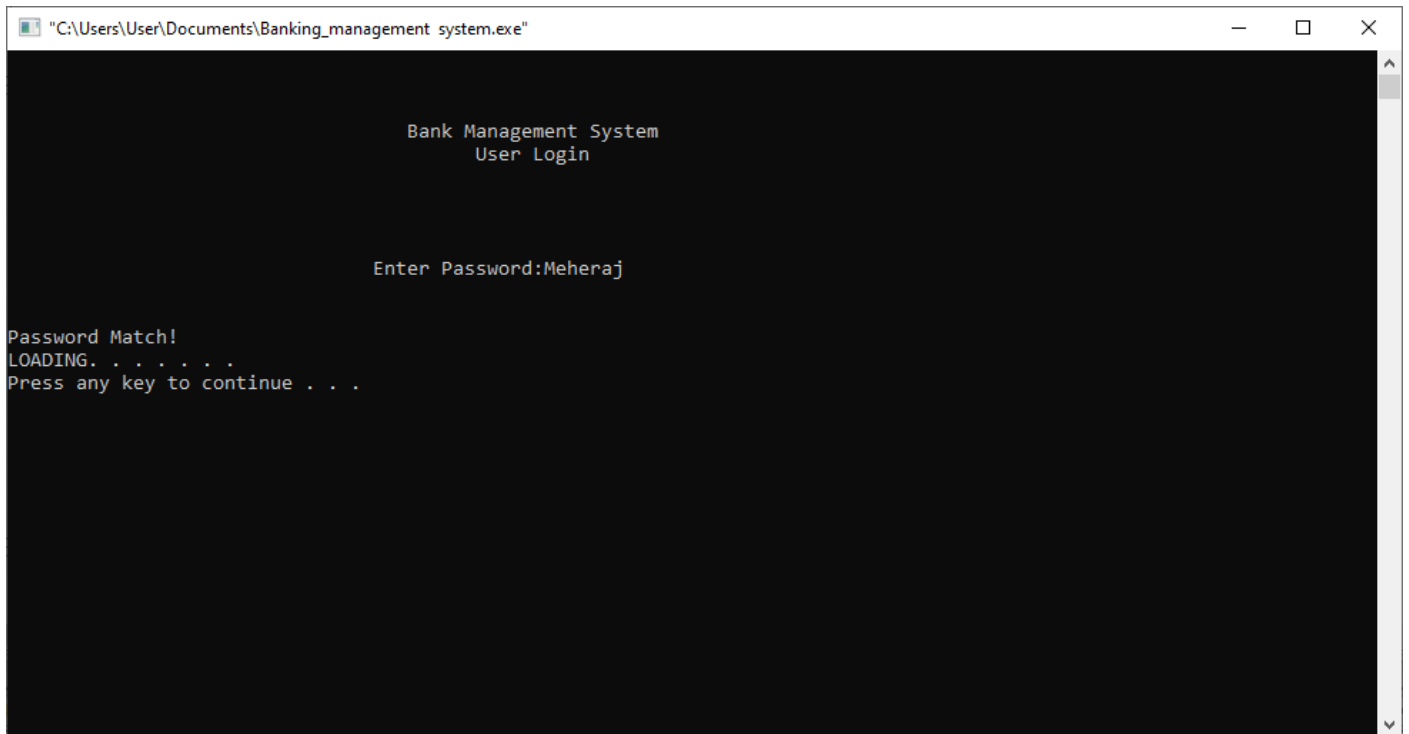 "C:\Users\User\Documents\Banking_management system.exe"
Bank Management System
User Login
Enter Password:Meheraj
Password Match!
LOADING. . . . . . .
Press any key to continue . . .